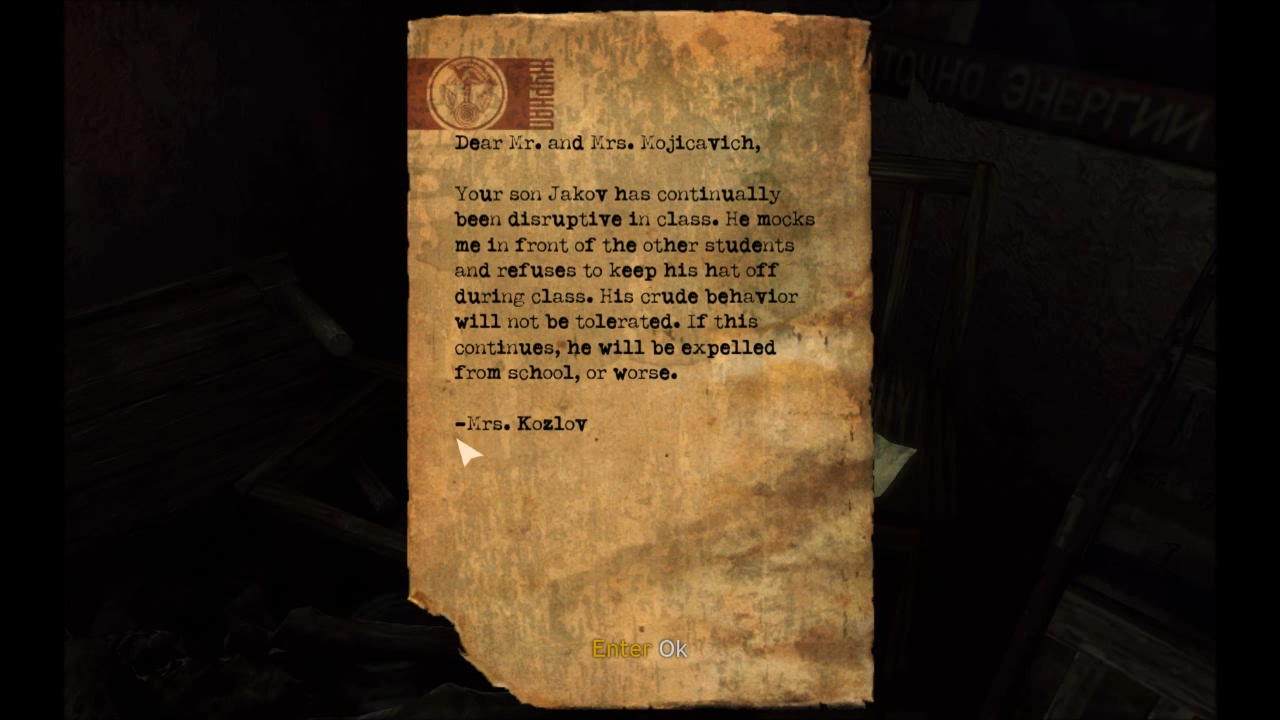 Dear Mr. and Mrs. Mojicavich,
Your son Jakov has continually
been disruptive in class. He mocks
me in front of the other students
and refuses to keep his hat off
during class. His crude behavior
will not be tolerated. If this
continues, he will be expelled
from school, or worse.
-Mrs. Kozlov
Enter Ok
ЭНЕРГИИ